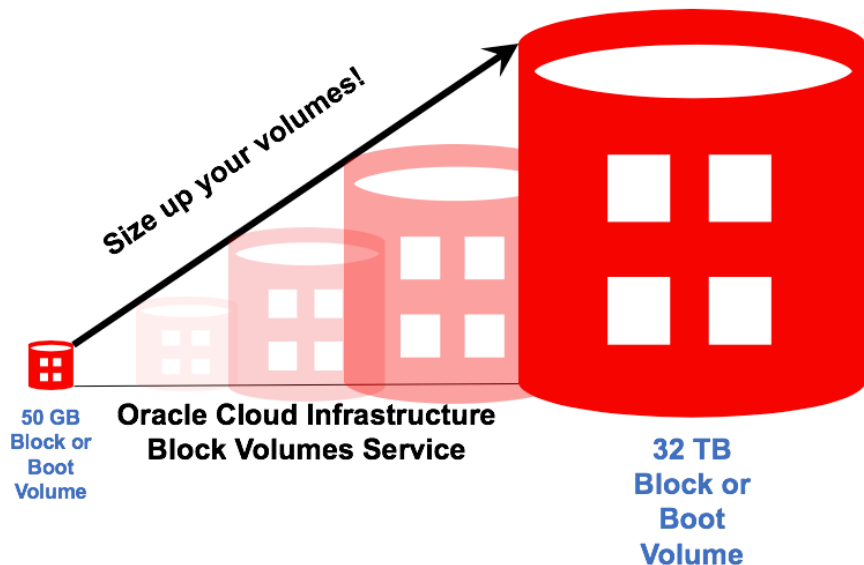 Size up your volumes!
50 GB
Block or
Boot
Volume
Oracle Cloud Infrastructure
Block Volumes Service
32 TB
Block or
Boot
Volume